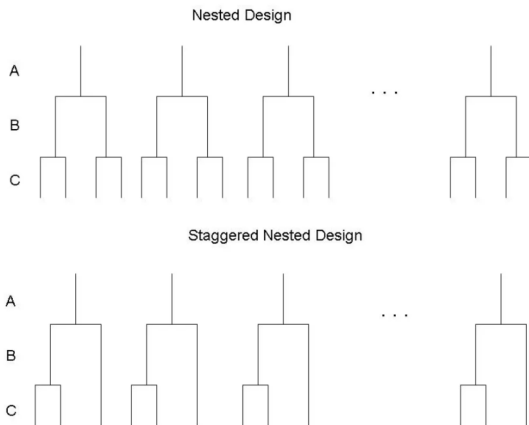 Nested Design
A
. . .
B
C
Staggered Nested Design
A
. . .
B
C